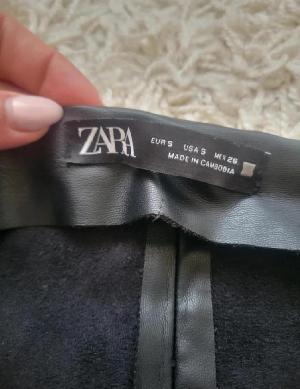 ZARA
EUR S USA S MEX 26
MADE IN CAMBODIA